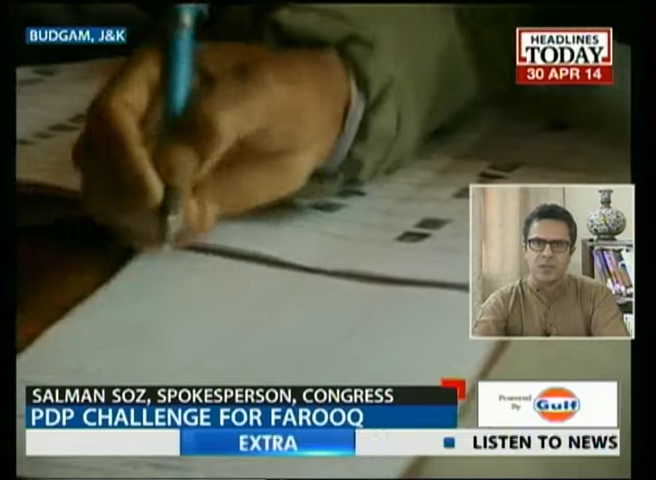 BUDGAM, J&K
HEADLINES
TODAY
30 APR 14
SALMAN SOZ, SPOKESPERSON, CONGRESS
PDP CHALLENGE FOR FAROOQ
Powered
By
Gulf
EXTRA
LISTEN TO NEWS